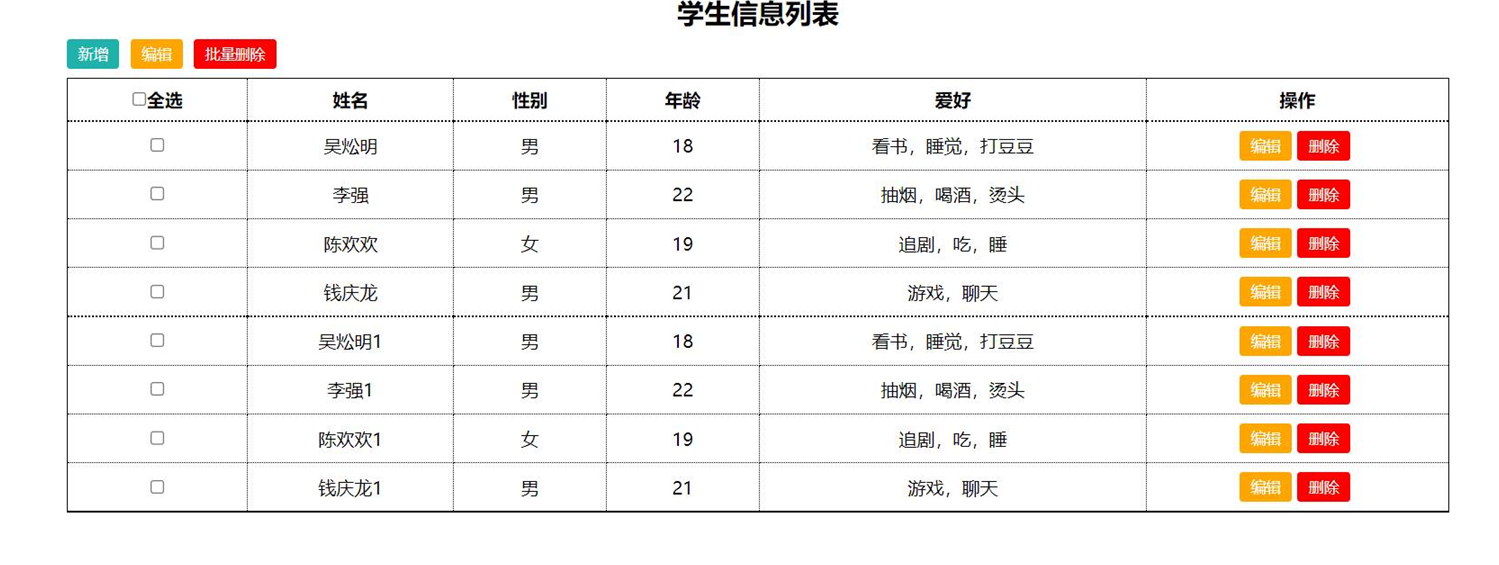 学生信息列表
新增 编辑 批量删除
全选 姓名 性别 年龄 爱好 操作
吴炂明 男 18 看书，睡觉，打豆豆 编辑 删除
李强 男 22 抽烟，喝酒，烫头 编辑 删除
陈欢欢 女 19 追剧，吃，睡 编辑 删除
钱庆龙 男 21 游戏，聊天 编辑 删除
吴炂明1 男 18 看书，睡觉，打豆豆 编辑 删除
李强1 男 22 抽烟，喝酒，烫头 编辑 删除
陈欢欢1 女 19 追剧，吃，睡 编辑 删除
钱庆龙1 男 21 游戏，聊天 编辑 删除